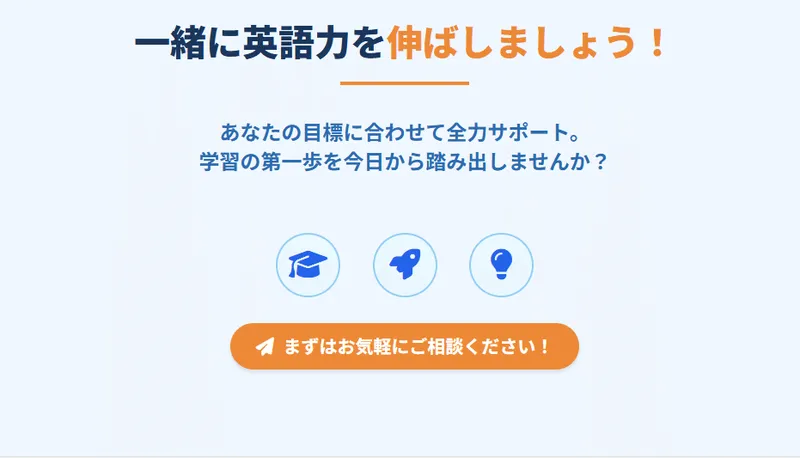 一緒に英語力を伸ばしましょう！
あなたの目標に合わせて全力サポート。
学習の第一歩を今日から踏み出しませんか？
まずはお気軽にご相談ください！